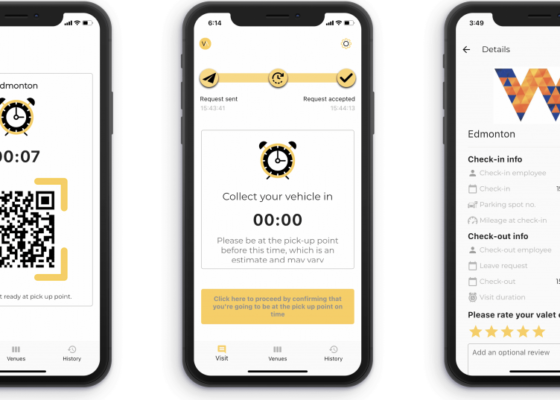 Edmonton
00:07
t ready at pick up point.
Venues
History
6:14
Request sent
15:43:41
Request accepted
15:44:13
Collect your vehicle in
00:00
Please be at the pick-up point
before this time, which is an
estimate and may vary
Click here to proceed by confirming that
you're going to be at the pick up point on
time
Visit
Venues
History
3:49
Details
Edmonton
Check-in info
Check-in employee
Check-in
Parking spot no.
Mileage at check-in
Check-out info
Check-out employee
Leave request
Check-out
Visit duration
Please rate your valet
Add an optional review